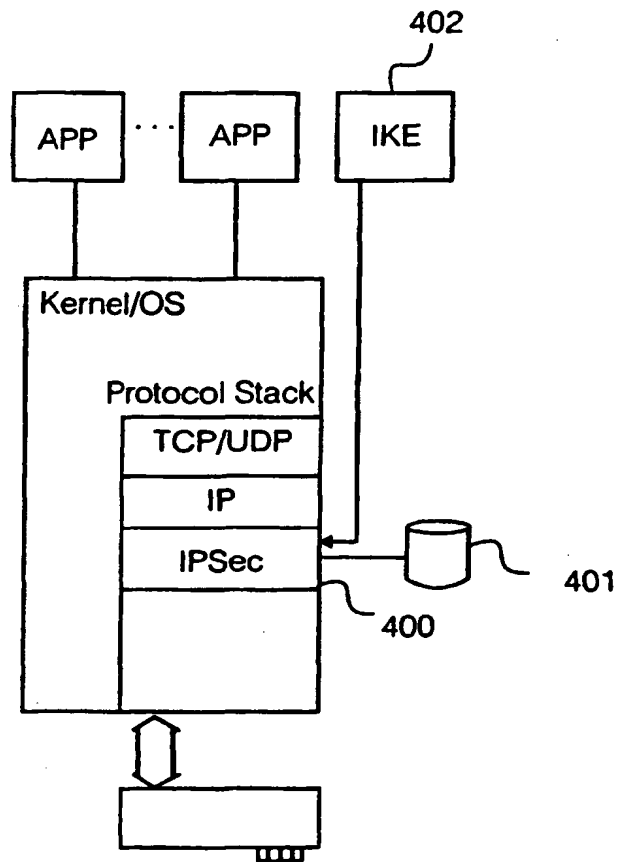 402
APP ... APP
IKE
Kernel/OS
Protocol Stack
TCP/UDP
IP
IPSec
401
400